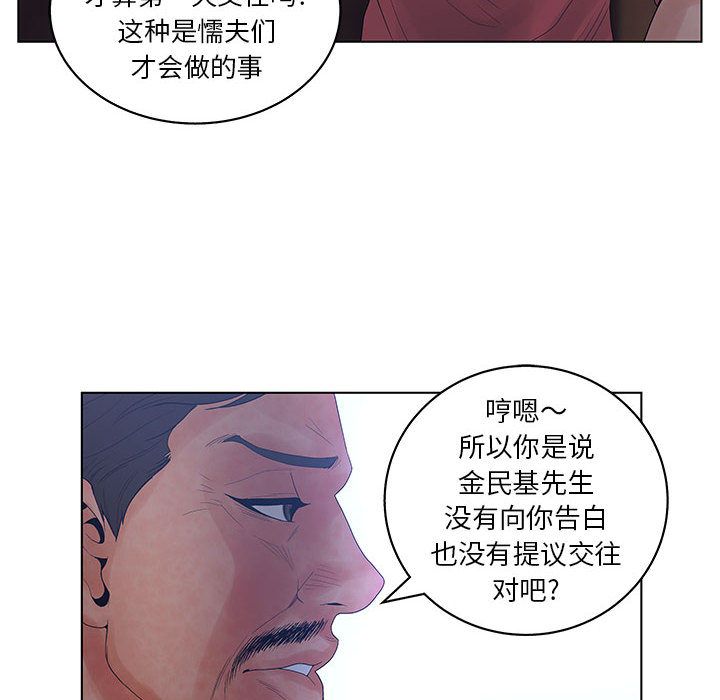 这种是懦夫们
才会做的事
哼嗯～
所以你是说
金民基先生
没有向你告白
也没有提议交往
对吧?